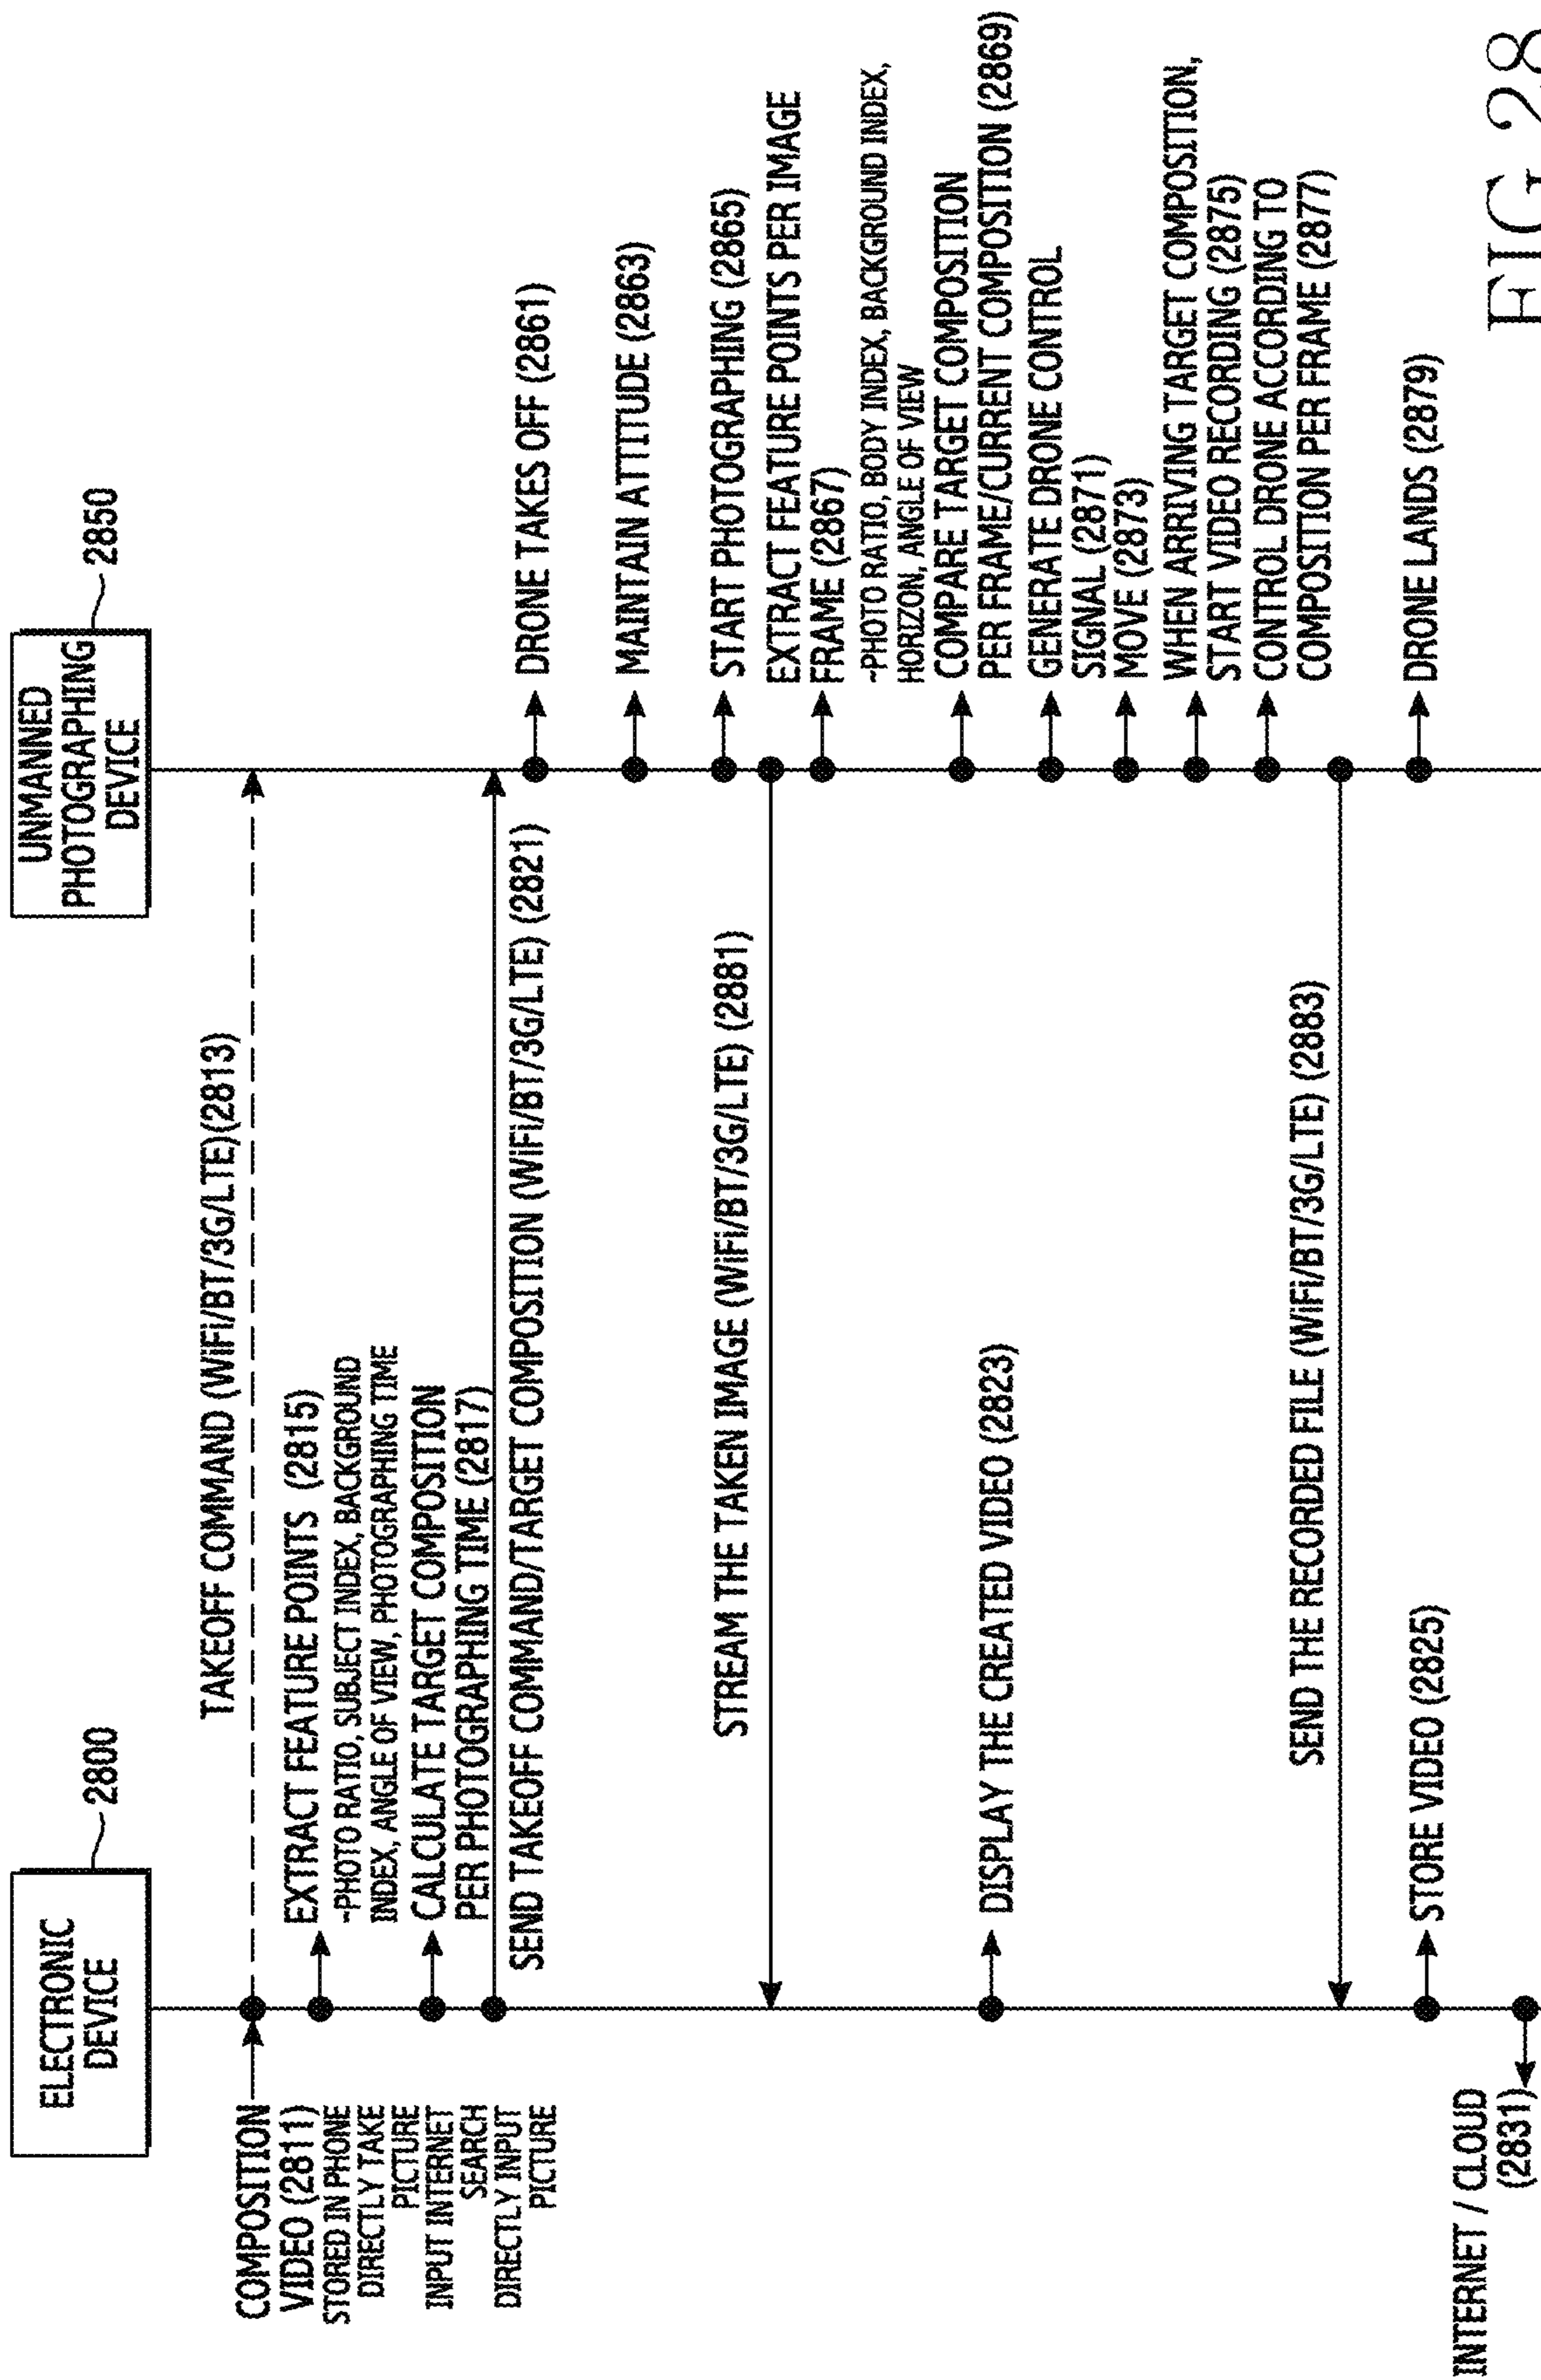 ELECTRONIC
DEVICE
2800
UNMANNED
PHOTOGRAPHING
DEVICE
2850
COMPOSITION
VIDEO (2811)
STORED IN PHONE
DIRECTLY TAKE
PICTURE
INPUT INTERNET
SEARCH
DIRECTLY INPUT
PICTURE
TAKEOFF COMMAND (WiFi/BT/3G/LTE)(2813)
EXTRACT FEATURE POINTS (2815)
-PHOTO RATIO, SUBJECT INDEX, BACKGROUND
INDEX, ANGLE OF VIEW, PHOTOGRAPHING TIME
CALCULATE TARGET COMPOSITION
PER PHOTOGRAPHING TIME (2817)
SEND TAKEOFF COMMAND/TARGET COMPOSITION (WiFi/BT/3G/LTE) (2821)
DRONE TAKES OFF (2861)
MAINTAIN ATTITUDE (2863)
START PHOTOGRAPHING (2865)
STREAM THE TAKEN IMAGE (WiFi/BT/3G/LTE) (2881)
EXTRACT FEATURE POINTS PER IMAGE
FRAME (2867)
-PHOTO RATIO, BODY INDEX, BACKGROUND INDEX,
HORIZON, ANGLE OF VIEW
COMPARE TARGET COMPOSITION
PER FRAME/CURRENT COMPOSITION (2869)
DISPLAY THE CREATED VIDEO (2823)
GENERATE DRONE CONTROL
SIGNAL (2871)
MOVE (2873)
WHEN ARRIVING TARGET COMPOSITION,
START VIDEO RECORDING (2875)
CONTROL DRONE ACCORDING TO
COMPOSITION PER FRAME (2877)
SEND THE RECORDED FILE (WiFi/BT/3G/LTE) (2883)
DRONE LANDS (2879)
STORE VIDEO (2825)
INTERNET / CLOUD
(2831)
FIG 28